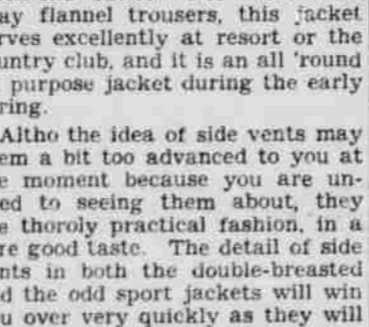 ay flannel trousers, this jacket
rves excellently at resort or the
untry club, and it is an all 'round
purpose jacket during the early
ring.
Altho the idea of side vents may
em a bit too advanced to you at
e moment because you are un-
ed to seeing them about, they
e thoroly practical fashion, in a
re good taste. The detail of side
nts in both the double-breasted
d the odd sport jackets will win
u over very quickly as they will